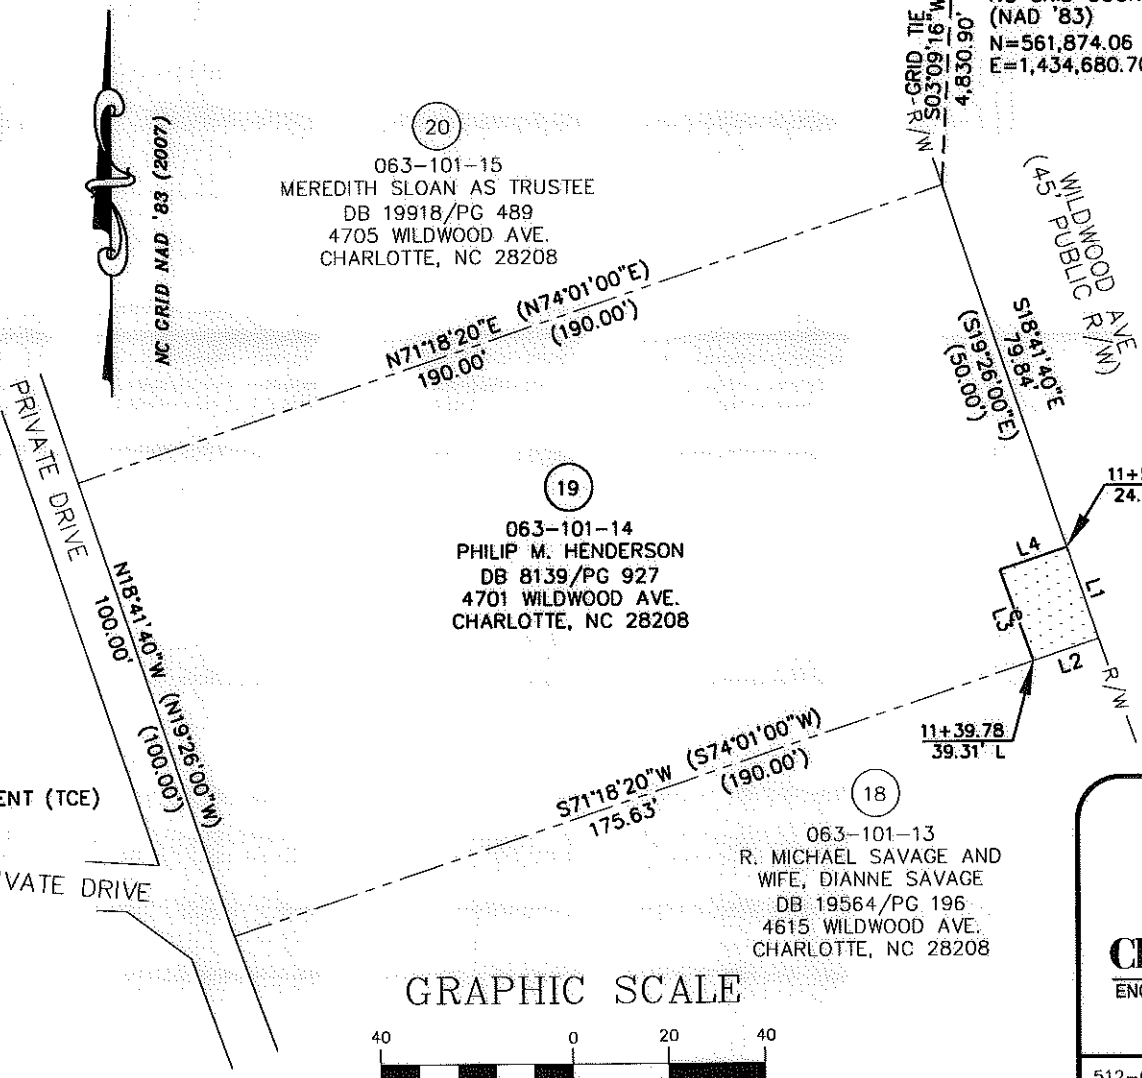 (NAD '83)
N=561,874.06
E=1,434,680.70
R/W
GRID TIE
S03°09'16"W
4,830.90'
20
063-101-15
MEREDITH SLOAN AS TRUSTEE
DB 19918/PG 489
4705 WILDWOOD AVE.
CHARLOTTE, NC 28208
NC GRID NAD '83 (2007)
WILDWOOD AVE
(45' PUBLIC R/W)
N71°18'20"E (N74°01'00"E)
190.00' (190.00')
S18°41'40"E
79.84'
(S19°26'00"E)
(50.00')
PRIVATE DRIVE
19
063-101-14
PHILIP M. HENDERSON
DB 8139/PG 927
4701 WILDWOOD AVE.
CHARLOTTE, NC 28208
11+
24.
L4
L1
L3
L2
R/W
N18°41'40"W (N19°26'00"W)
100.00' (100.00')
11+39.78
39.31' L
S71°18'20"W (S74°01'00"W)
175.63' (190.00')
ENT (TCE)
VATE DRIVE
18
063-101-13
R. MICHAEL SAVAGE AND
WIFE, DIANNE SAVAGE
DB 19564/PG 196
4615 WILDWOOD AVE.
CHARLOTTE, NC 28208
GRAPHIC SCALE
40 0 20 40
ENG
512-